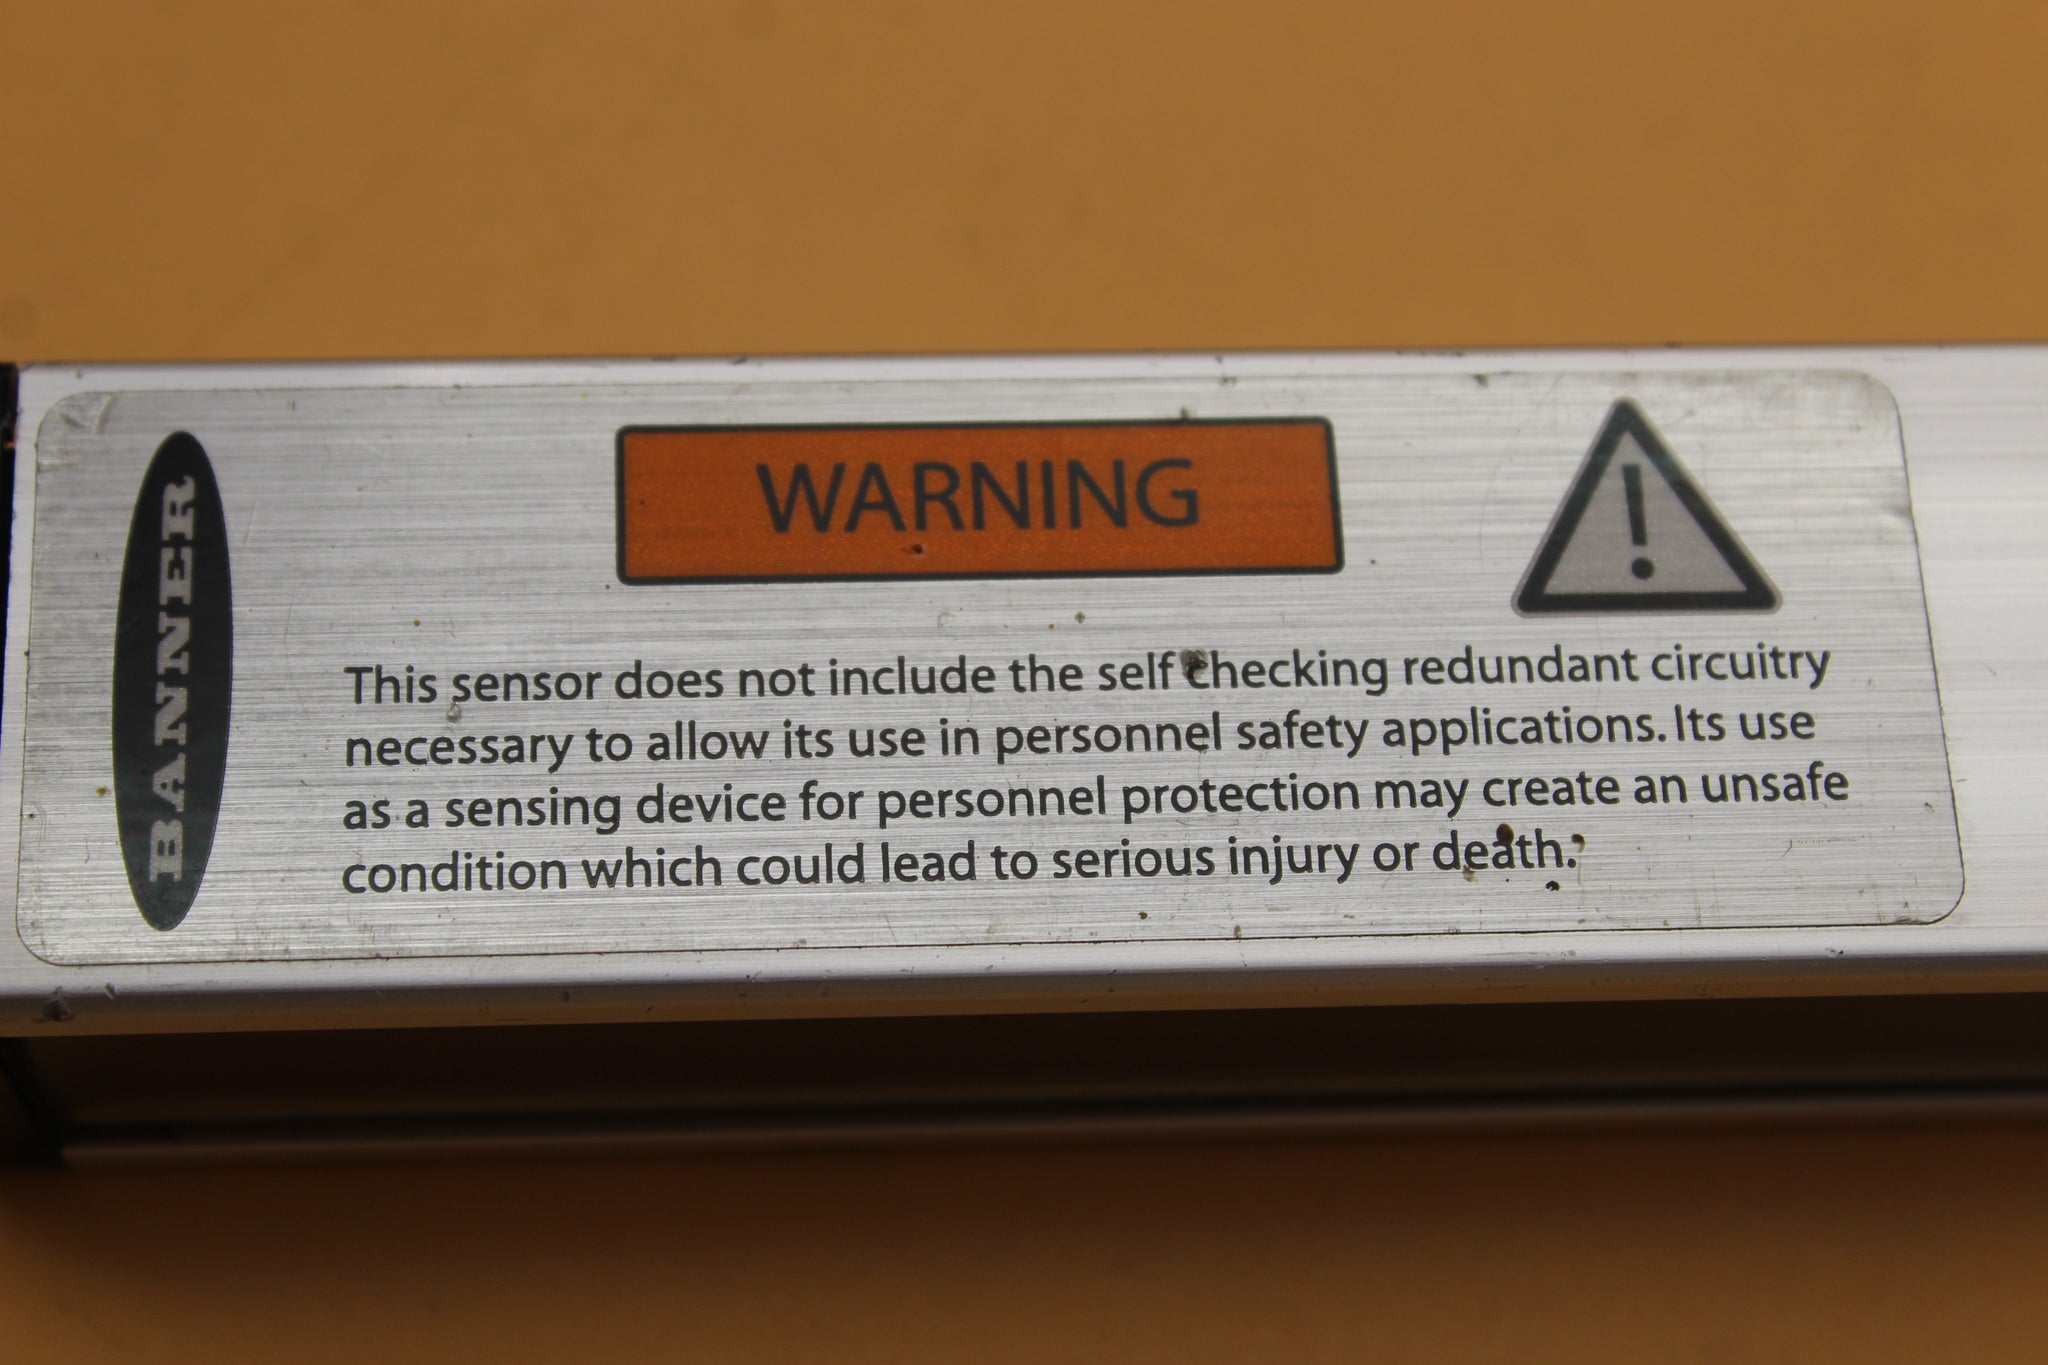 BANNER
WARNING
This sensor does not include the self checking redundant circuitry
necessary to allow its use in personnel safety applications. Its use
as a sensing device for personnel protection may create an unsafe
condition which could lead to serious injury or death.